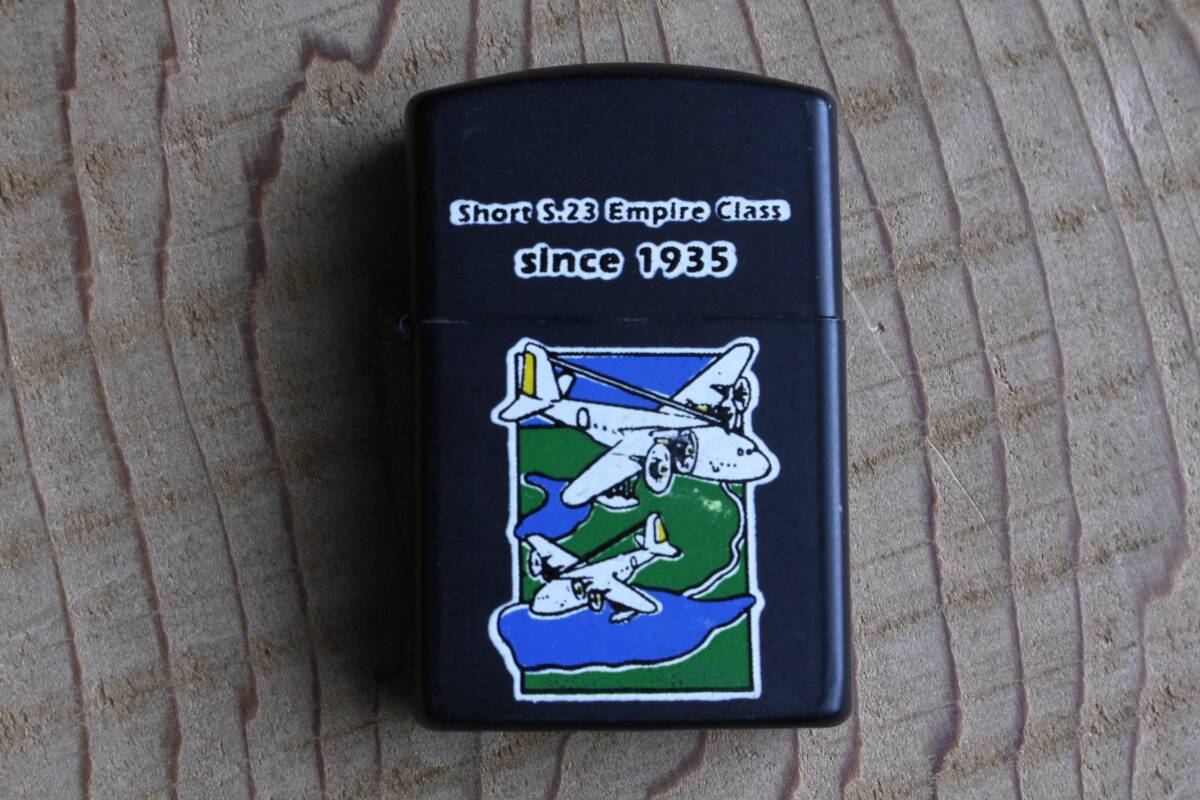 Short S.23 Empire Class
since 1935